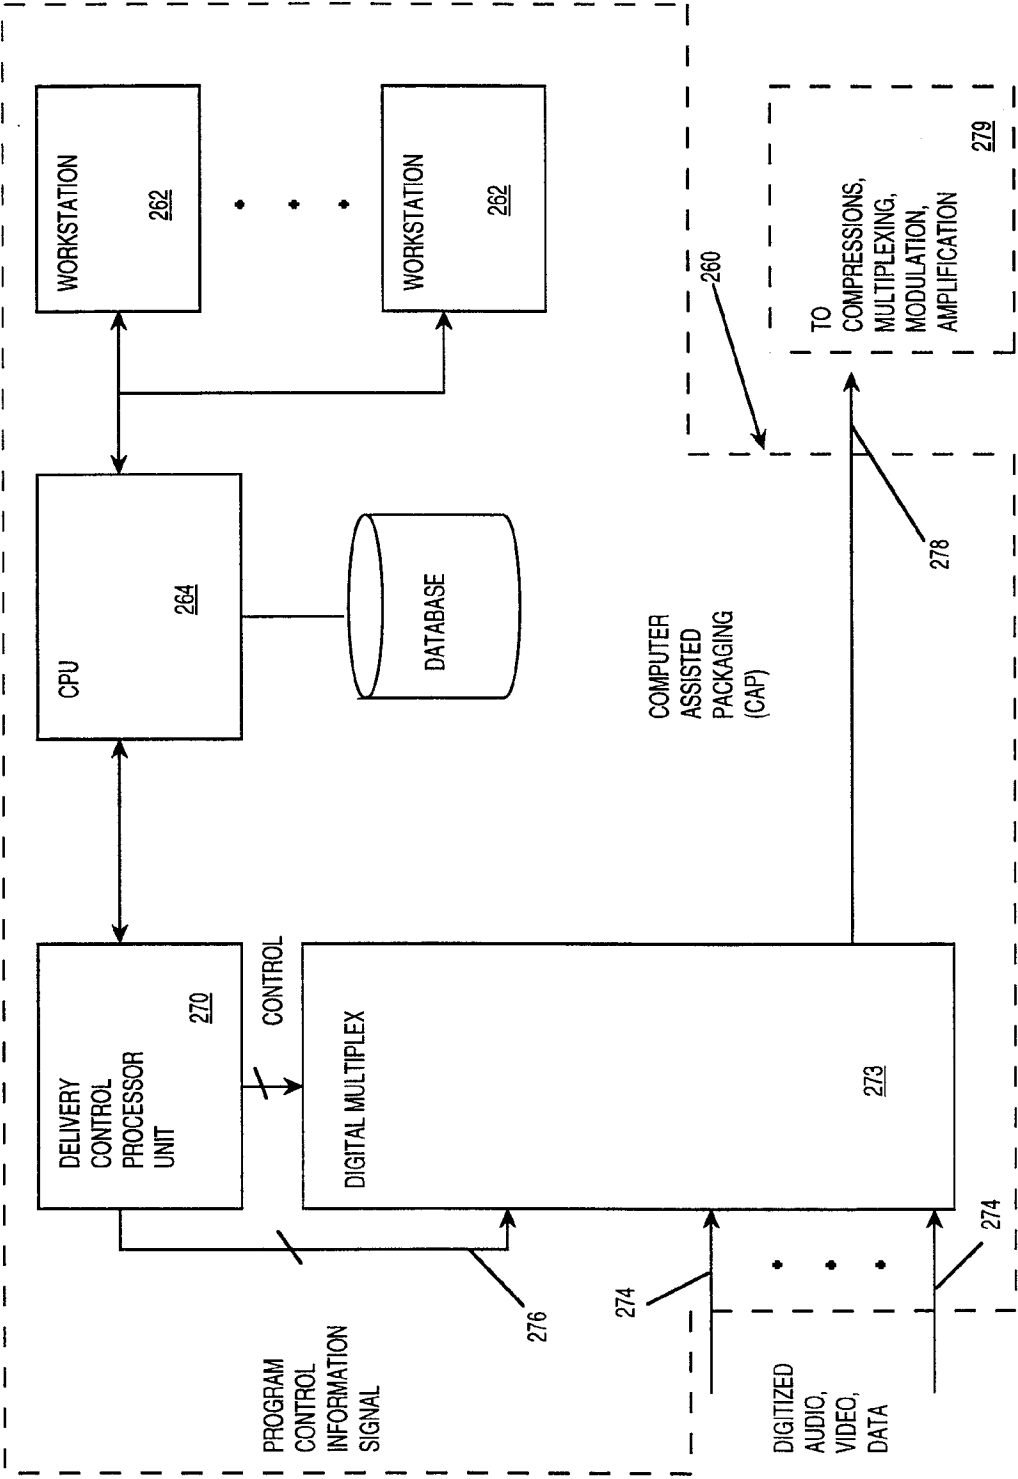 DELIVERY
CONTROL
PROCESSOR
UNIT
270
CPU
264
WORKSTATION
262
WORKSTATION
262
DATABASE
CONTROL
PROGRAM
CONTROL
INFORMATION
SIGNAL
276
DIGITAL MULTIPLEX
273
COMPUTER
ASSISTED
PACKAGING
(CAP)
260
274
DIGITIZED
AUDIO,
VIDEO,
DATA
274
278
TO
COMPRESSIONS,
MULTIPLEXING,
MODULATION,
AMPLIFICATION
279